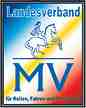 Landesverband
MV
für Reiten, Fahren und